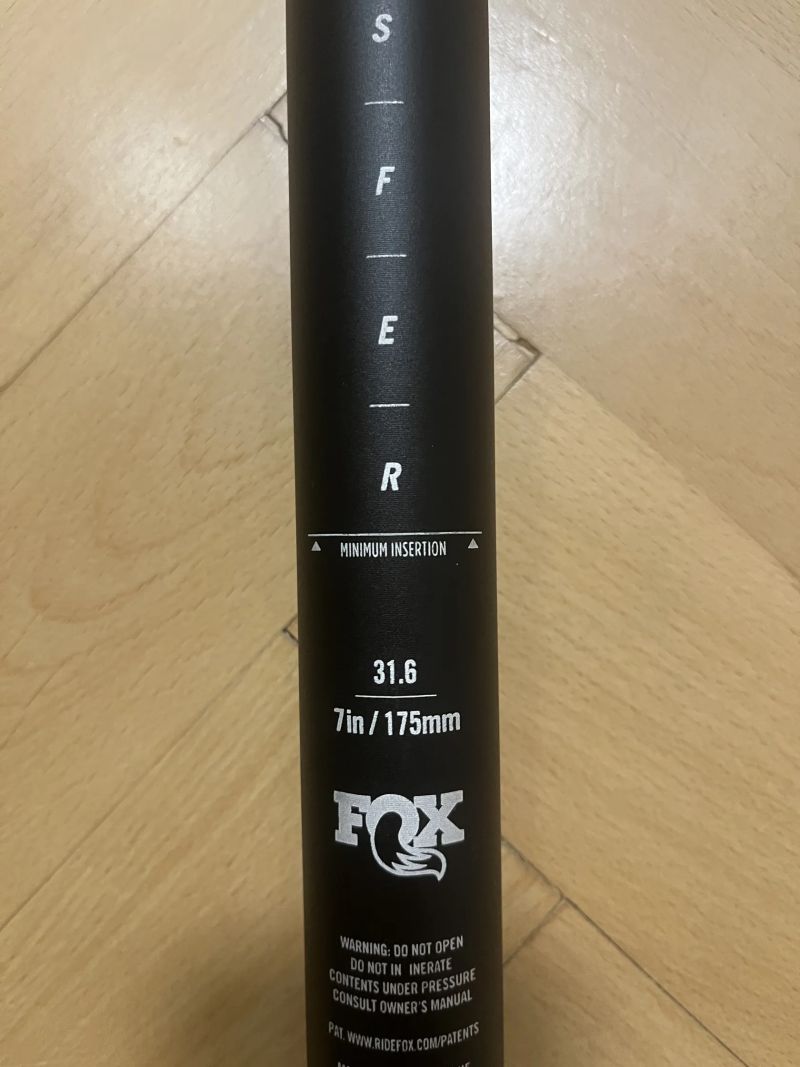 S
F
E
R
MINIMUM INSERTION
31.6
7in / 175mm
FOX
WARNING: DO NOT OPEN
DO NOT IN INERATE
CONTENTS UNDER PRESSURE
CONSULT OWNER'S MANUAL
PAT. WWW.RIDEFOX.COM/PATENTS